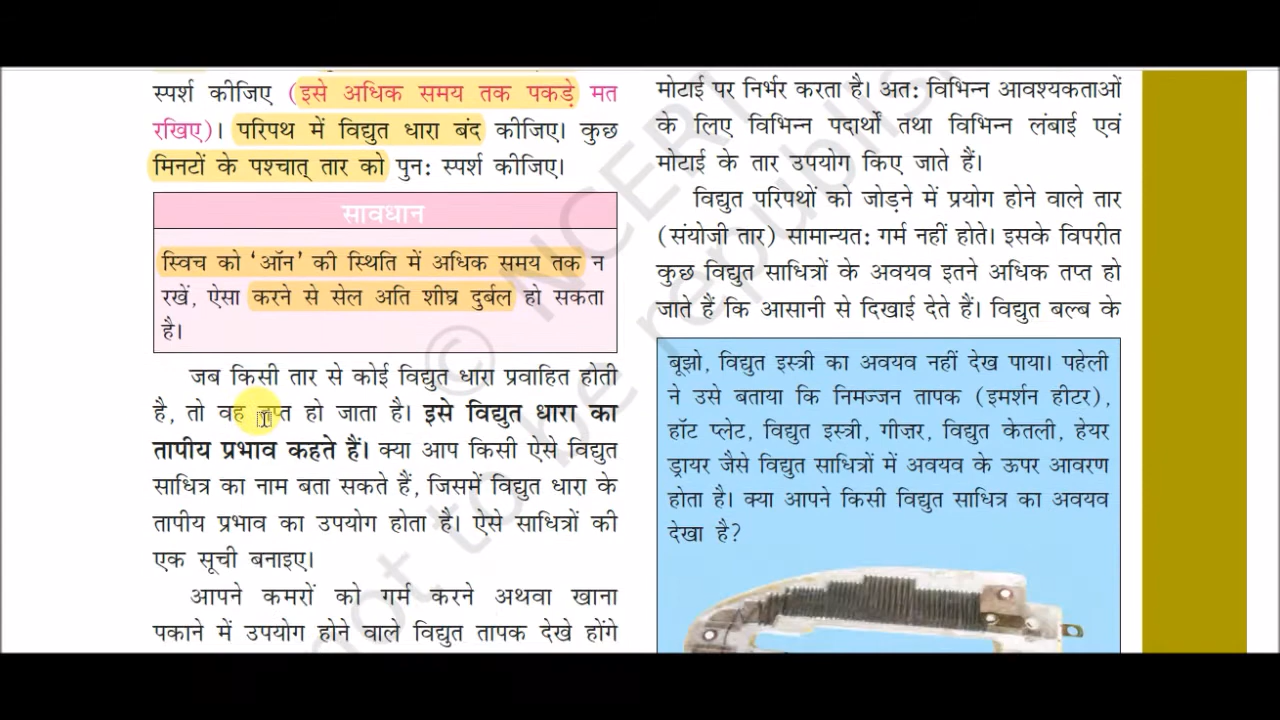 स्पर्श कीजिए (इसे अधिक समय तक पकड़े मत
रखिए)। परिपथ में विद्युत धारा बंद कीजिए। कुछ
मिनटों के पश्चात् तार को पुन: स्पर्श कीजिए।
सावधान
स्विच को ‘ऑन’ की स्थिति में अधिक समय तक न
रखें, ऐसा करने से सेल अति शीघ्र दुर्बल हो सकता
है।
जब किसी तार से कोई विद्युत धारा प्रवाहित होती
है, तो वह तप्त हो जाता है। इसे विद्युत धारा का
तापीय प्रभाव कहते हैं। क्या आप किसी ऐसे विद्युत
साधित्र का नाम बता सकते हैं, जिसमें विद्युत धारा के
तापीय प्रभाव का उपयोग होता है। ऐसे साधित्रों की
एक सूची बनाइए।
आपने कमरों को गर्म करने अथवा खाना
पकाने में उपयोग होने वाले विद्युत तापक देखे होंगे
मोटाई पर निर्भर करता है। अत: विभिन्न आवश्यकताओं
के लिए विभिन्न पदार्थों तथा विभिन्न लंबाई एवं
मोटाई के तार उपयोग किए जाते हैं।
विद्युत परिपथों को जोड़ने में प्रयोग होने वाले तार
(संयोजी तार) सामान्यत: गर्म नहीं होते। इसके विपरीत
कुछ विद्युत साधित्रों के अवयव इतने अधिक तप्त हो
जाते हैं कि आसानी से दिखाई देते हैं। विद्युत बल्ब के
बूझो, विद्युत इस्त्री का अवयव नहीं देख पाया। पहेली
ने उसे बताया कि निमज्जन तापक (इमर्शन हीटर),
हॉट प्लेट, विद्युत इस्त्री, गीज़र, विद्युत केतली, हेयर
ड्रायर जैसे विद्युत साधित्रों में अवयव के ऊपर आवरण
होता है। क्या आपने किसी विद्युत साधित्र का अवयव
देखा है?
© NCERT
not to be republis